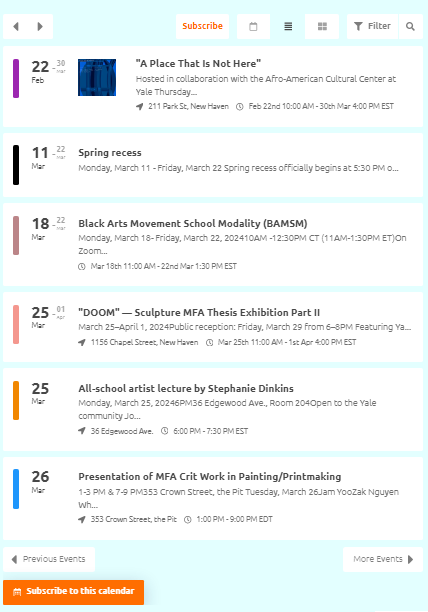 Subscribe
Filter
22 - 30
Feb Mar
"A Place That Is Not Here"
Hosted in collaboration with the Afro-American Cultural Center at
Yale Thursday...
211 Park St, New Haven Feb 22nd 10:00 AM - 30th Mar 4:00 PM EST
11 - 22
Mar Mar
Spring recess
Monday, March 11 - Friday, March 22 Spring recess officially begins at 5:30 PM o...
18 - 22
Mar Mar
Black Arts Movement School Modality (BAMSM)
Monday, March 18- Friday, March 22, 202410AM -12:30PM CT (11AM-1:30PM ET)On
Zoom...
Mar 18th 11:00 AM - 22nd Mar 1:30 PM EST
25 - 01
Mar Apr
"DOOM" — Sculpture MFA Thesis Exhibition Part II
March 25–April 1, 2024Public reception: Friday, March 29 from 6–8PM Featuring Ya...
1156 Chapel Street, New Haven Mar 25th 11:00 AM - 1st Apr 4:00 PM EST
25
Mar
All-school artist lecture by Stephanie Dinkins
Monday, March 25, 20246PM36 Edgewood Ave., Room 204Open to the Yale
community Jo...
36 Edgewood Ave. 6:00 PM - 7:30 PM EST
26
Mar
Presentation of MFA Crit Work in Painting/Printmaking
1-3 PM & 7-9 PM353 Crown Street, the Pit Tuesday, March 26Jam YooZak Nguyen
Wh...
353 Crown Street, the Pit 1:00 PM - 9:00 PM EDT
Previous Events
More Events
Subscribe to this calendar